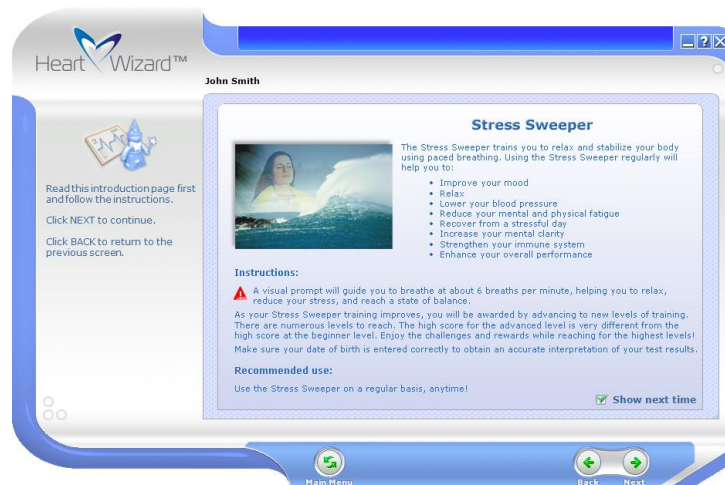 Heart Wizard™
John Smith
Read this introduction page first
and follow the instructions.
Click NEXT to continue.
Click BACK to return to the
previous screen.
Stress Sweeper
The Stress Sweeper trains you to relax and stabilize your body
using paced breathing. Using the Stress Sweeper regularly will
help you to:
• Improve your mood
• Relax
• Lower your blood pressure
• Reduce your mental and physical fatigue
• Recover from a stressful day
• Increase your mental clarity
• Strengthen your immune system
• Enhance your overall performance
Instructions:
A visual prompt will guide you to breathe at about 6 breaths per minute, helping you to relax,
reduce your stress, and reach a state of balance.
As your Stress Sweeper training improves, you will be awarded by advancing to new levels of training.
There are numerous levels to reach. The high score for the advanced level is very different from the
high score at the beginner level. Enjoy the challenges and rewards while reaching for the highest levels!
Make sure your date of birth is entered correctly to obtain an accurate interpretation of your test results.
Recommended use:
Use the Stress Sweeper on a regular basis, anytime!
Show next time
Main Menu
Back
Next